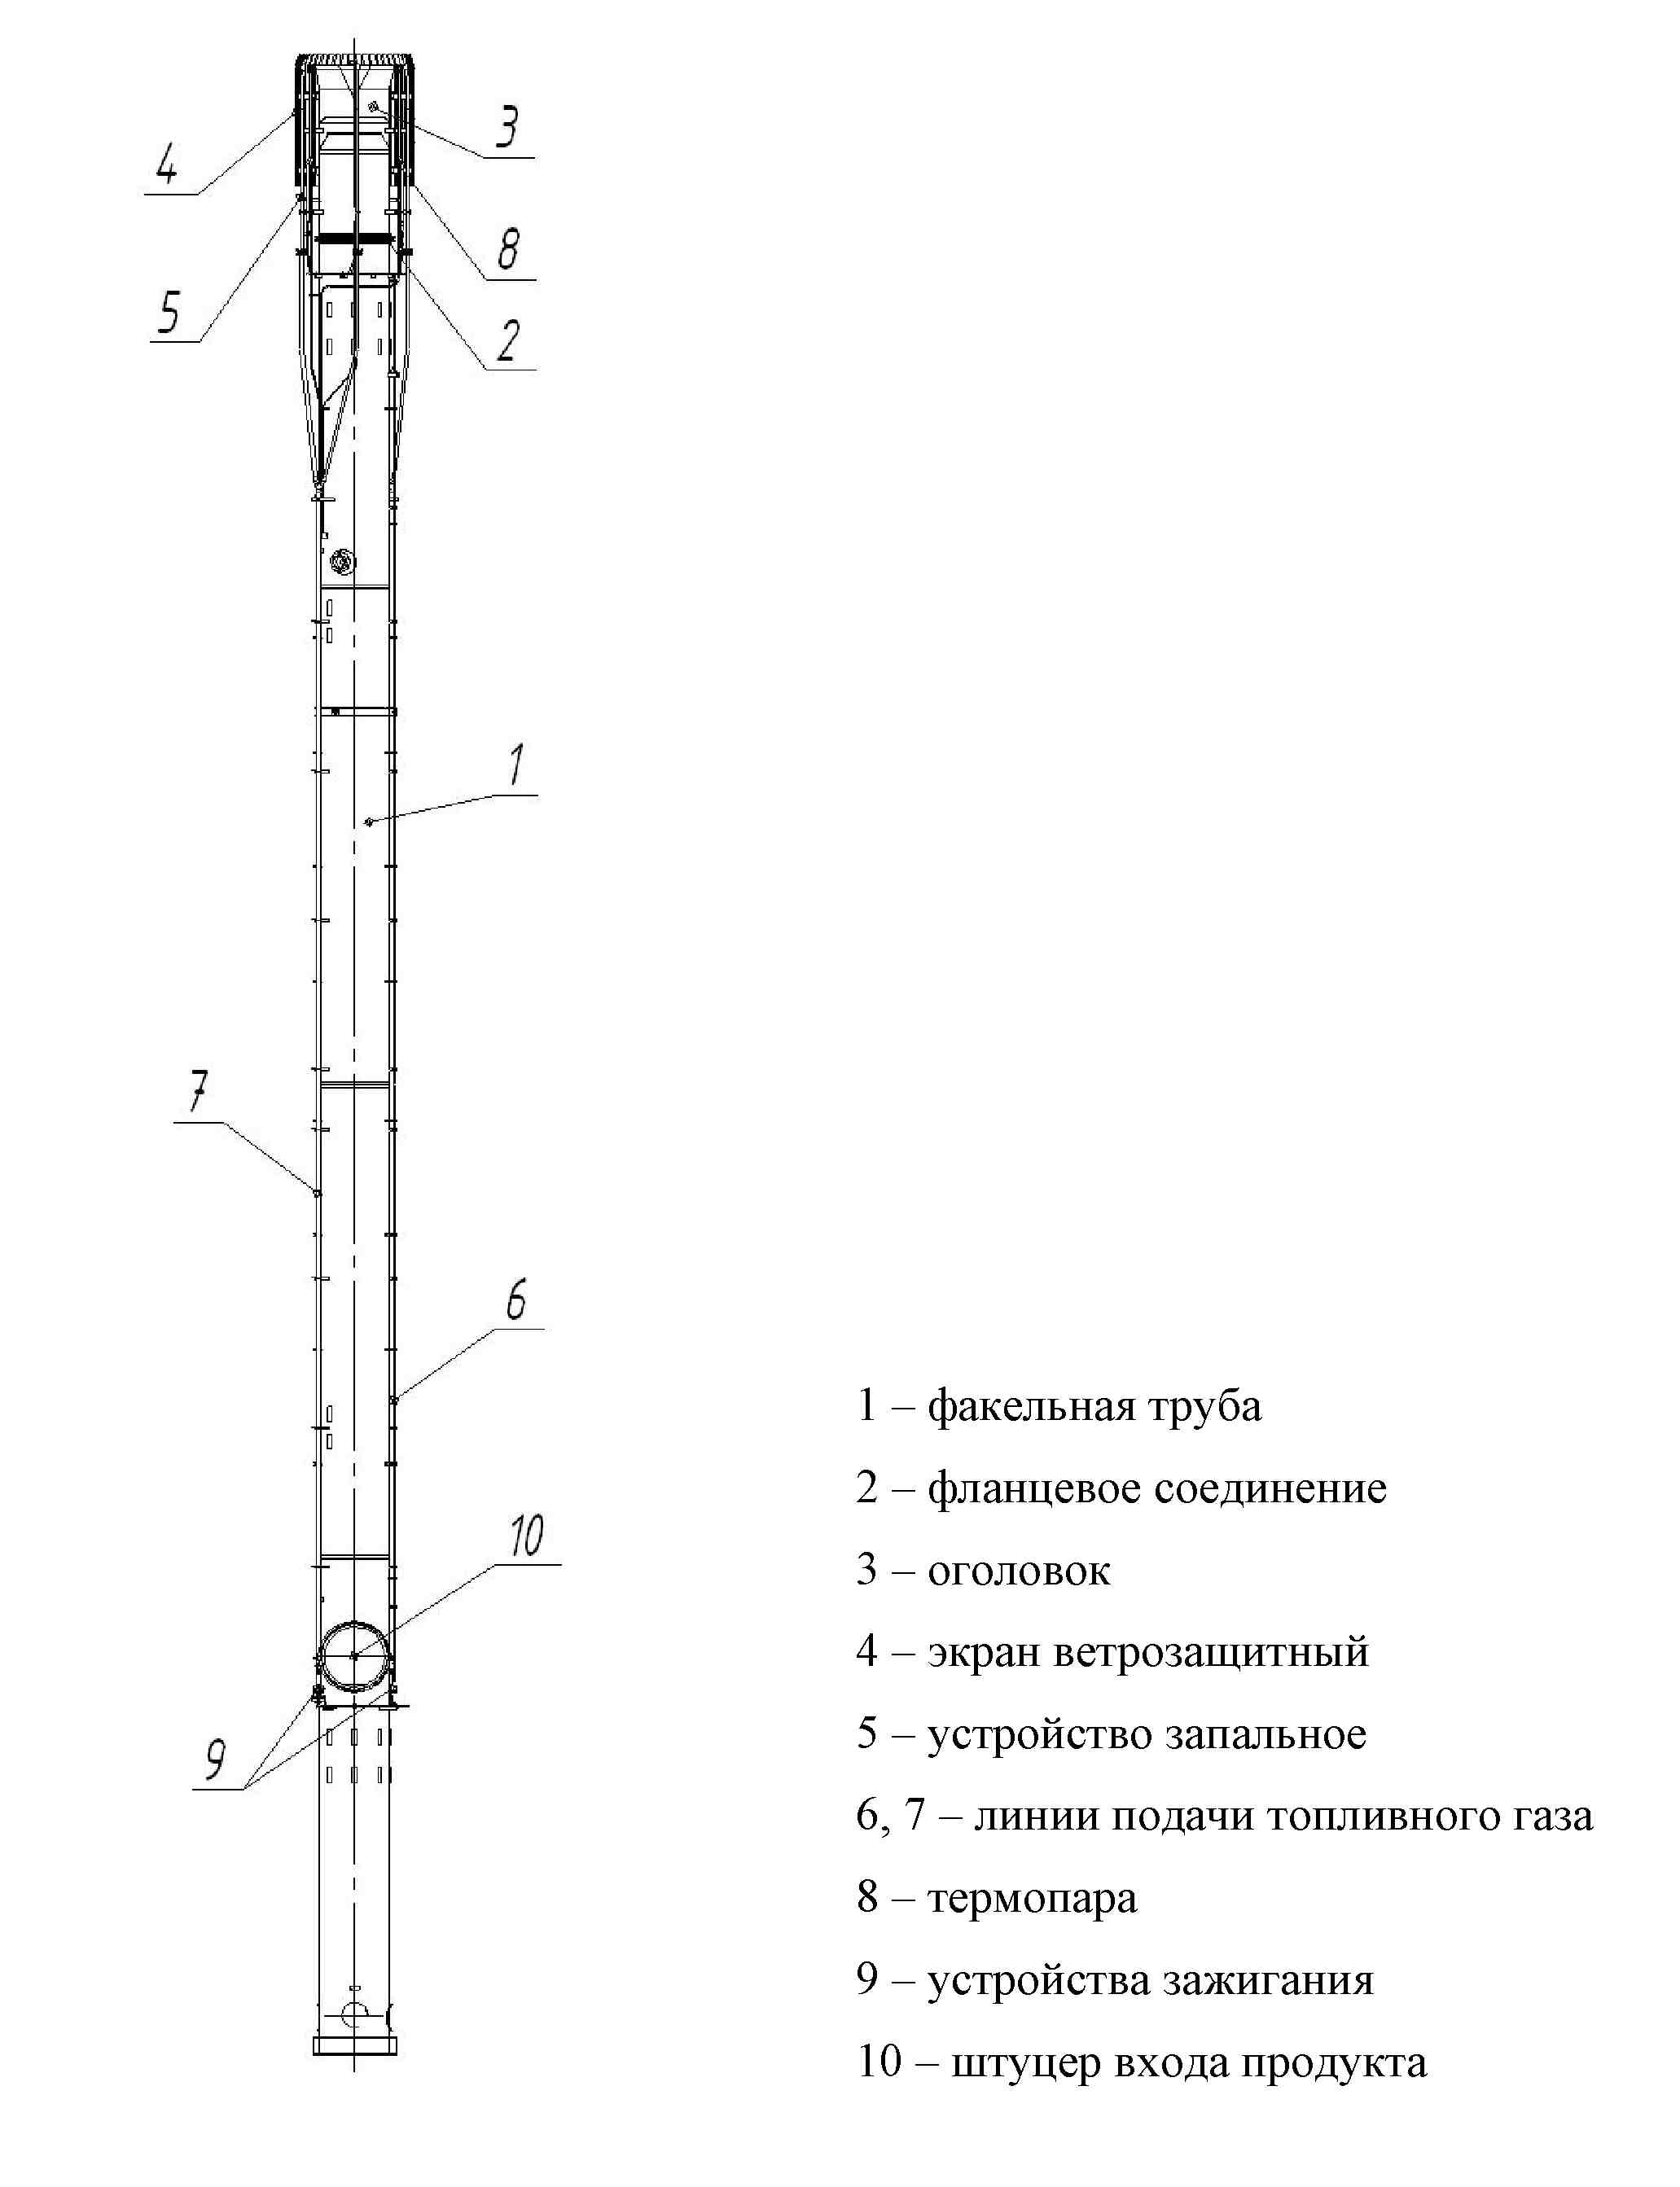 3
4
8
5
2
1
7
6
10
9
1 – факельная труба
2 – фланцевое соединение
3 – оголовок
4 – экран ветрозащитный
5 – устройство запальное
6, 7 – линии подачи топливного газа
8 – термопара
9 – устройства зажигания
10 – штуцер входа продукта